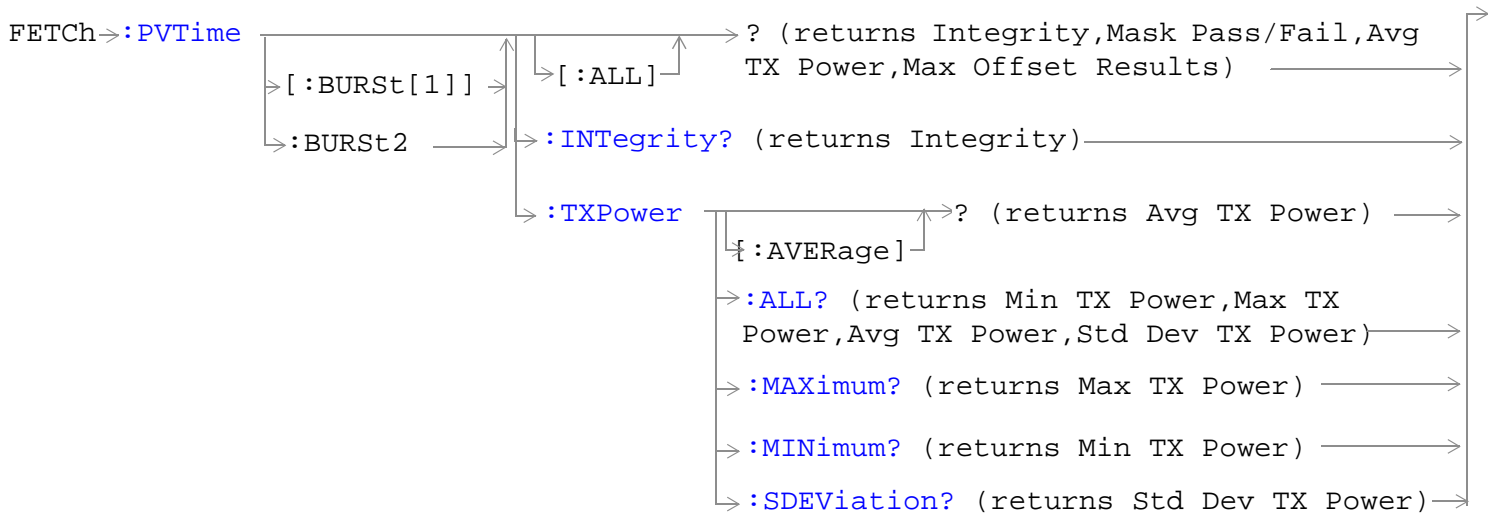 FETCh :PVTime ? (returns Integrity,Mask Pass/Fail,Avg
[:ALL] TX Power,Max Offset Results)
[:BURSt[1]]
:BURSt2 :INTegrity? (returns Integrity)
:TXPower ? (returns Avg TX Power)
[:AVERage]
:ALL? (returns Min TX Power,Max TX
Power,Avg TX Power,Std Dev TX Power)
:MAXimum? (returns Max TX Power)
:MINimum? (returns Min TX Power)
:SDEViation? (returns Std Dev TX Power)